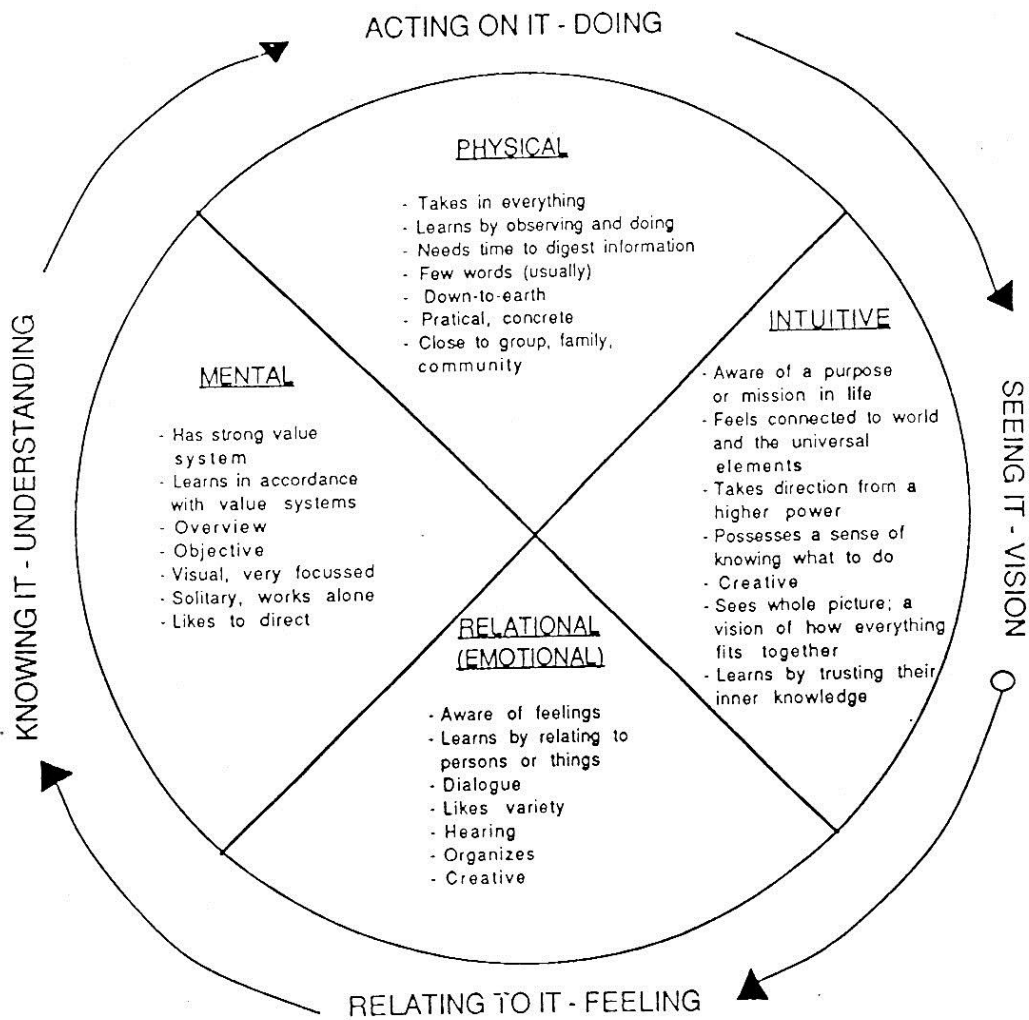 ACTING ON IT - DOING
PHYSICAL
- Takes in everything
- Learns by observing and doing
- Needs time to digest information
- Few words (usually)
- Down-to-earth
- Pratical, concrete
- Close to group, family,
community
INTUITIVE
- Aware of a purpose
or mission in life
- Feels connected to world
and the universal
elements
- Takes direction from a
higher power
- Possesses a sense of
knowing what to do
- Creative
- Sees whole picture; a
vision of how everything
fits together
- Learns by trusting their
inner knowledge
SEEING IT - VISION
RELATIONAL
(EMOTIONAL)
- Aware of feelings
- Learns by relating to
persons or things
- Dialogue
- Likes variety
- Hearing
- Organizes
- Creative
RELATING TO IT - FEELING
MENTAL
- Has strong value
system
- Learns in accordance
with value systems
- Overview
- Objective
- Visual, very focussed
- Solitary, works alone
- Likes to direct
KNOWING IT - UNDERSTANDING